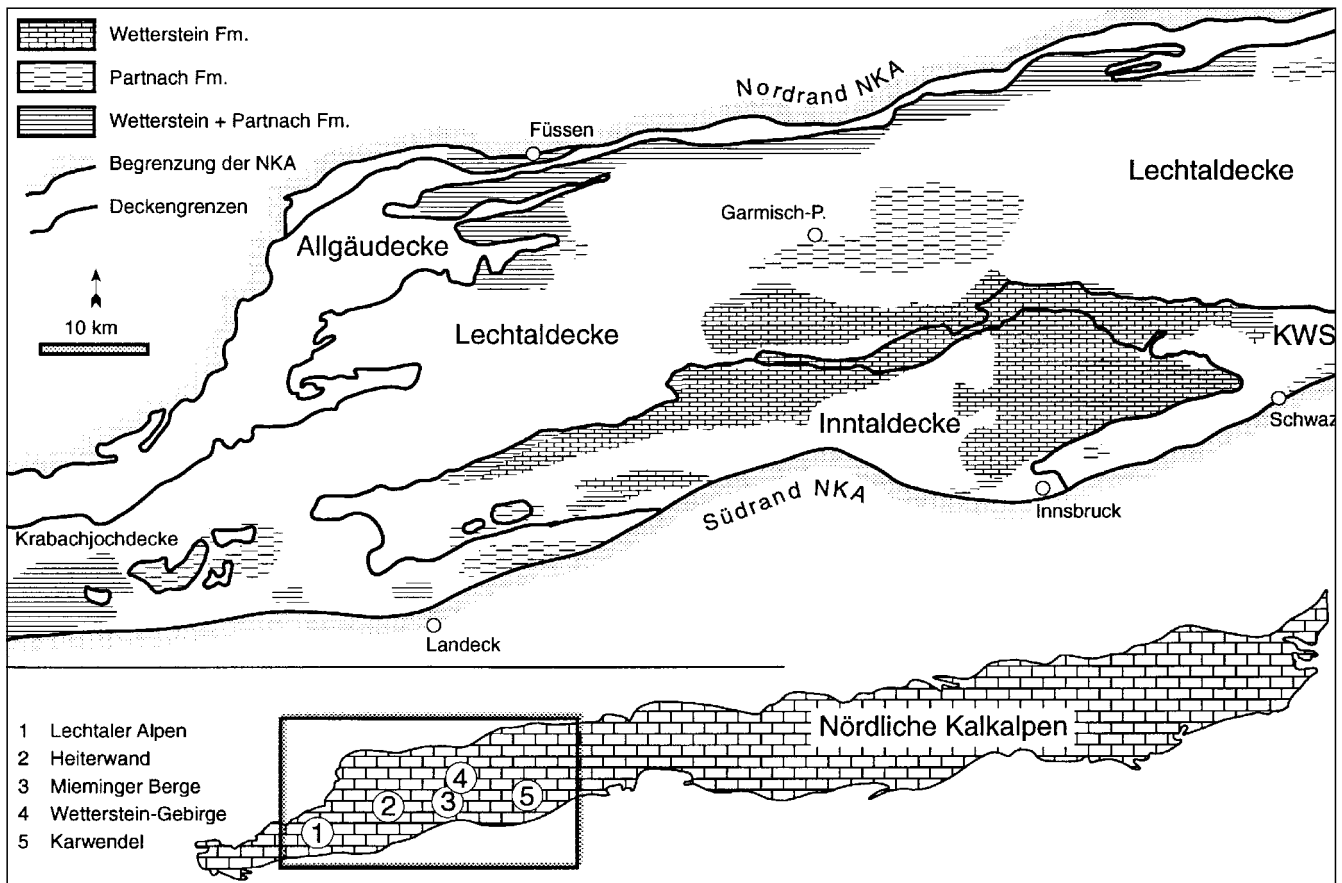 Wetterstein Fm.
Partnach Fm.
Wetterstein + Partnach Fm.
Begrenzung der NKA
Deckengrenzen
10 km
Nordrand NKA
Füssen
Lechtaldecke
Garmisch-P.
Allgäudecke
Lechtaldecke
KWS
Inntaldecke
Schwaz
Südrand NKA
Innsbruck
Krabachjochdecke
Landeck
1 Lechtaler Alpen
2 Heiterwand
3 Mieminger Berge
4 Wetterstein-Gebirge
5 Karwendel
Nördliche Kalkalpen
4
2
3
5
1